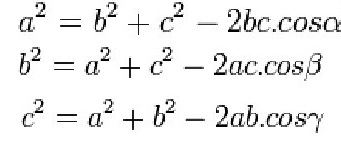 a² = b² + c² − 2bc.cosα
b² = a² + c² − 2ac.cosβ
c² = a² + b² − 2ab.cosγ